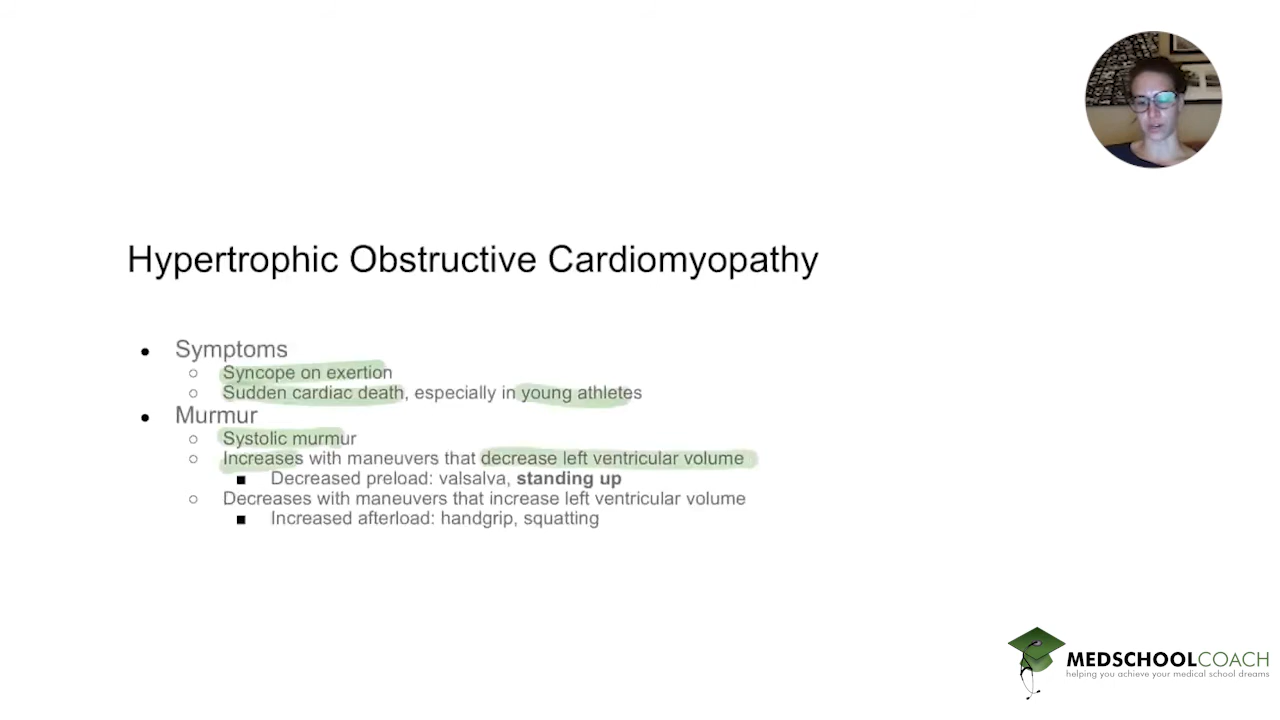 Hypertrophic Obstructive Cardiomyopathy
● Symptoms
○ Syncope on exertion
○ Sudden cardiac death, especially in young athletes
● Murmur
○ Systolic murmur
○ Increases with maneuvers that decrease left ventricular volume
■ Decreased preload: valsalva, standing up
○ Decreases with maneuvers that increase left ventricular volume
■ Increased afterload: handgrip, squatting
MEDSCHOOLCOACH
helping you achieve your medical school dreams